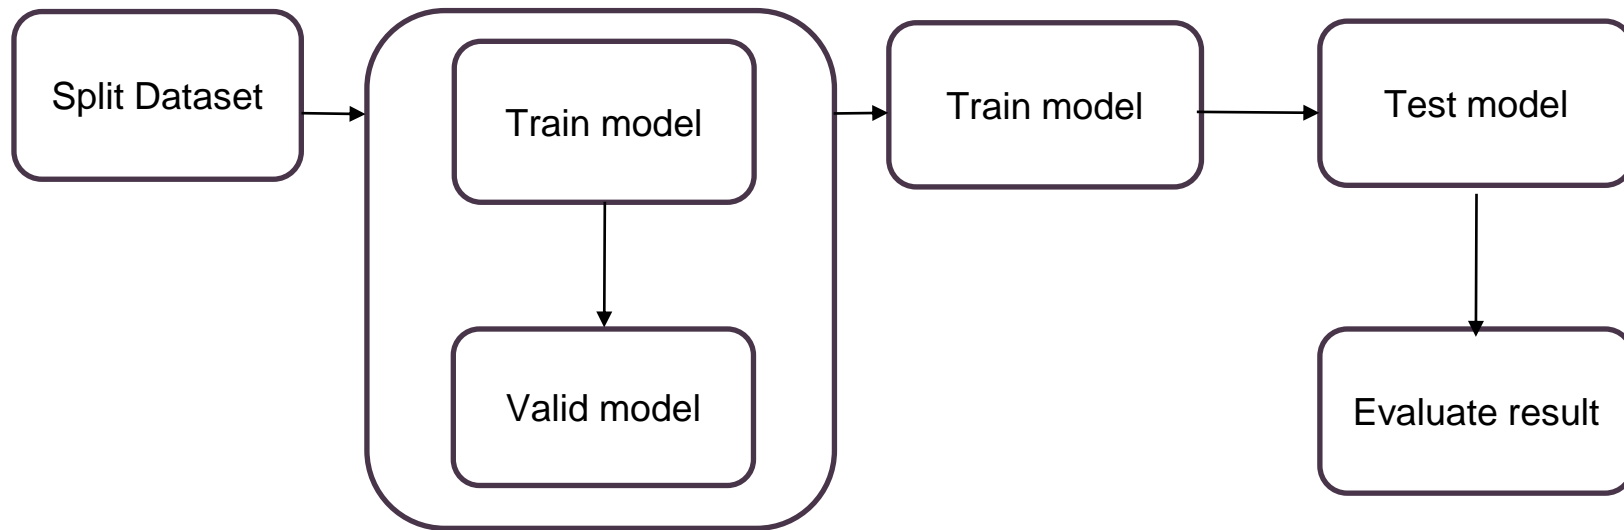 Split Dataset
Train model
Valid model
Train model
Test model
Evaluate result